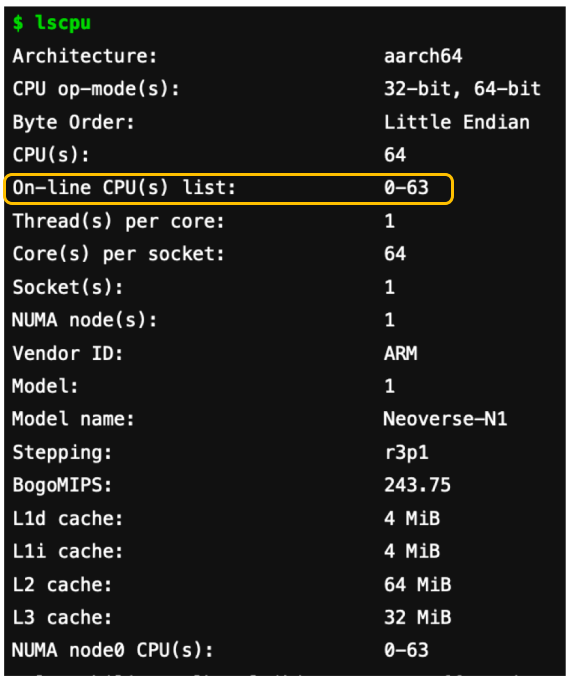 $ lscpu
Architecture: aarch64
CPU op-mode(s): 32-bit, 64-bit
Byte Order: Little Endian
CPU(s): 64
On-line CPU(s) list: 0-63
Thread(s) per core: 1
Core(s) per socket: 64
Socket(s): 1
NUMA node(s): 1
Vendor ID: ARM
Model: 1
Model name: Neoverse-N1
Stepping: r3p1
BogoMIPS: 243.75
L1d cache: 4 MiB
L1i cache: 4 MiB
L2 cache: 64 MiB
L3 cache: 32 MiB
NUMA node0 CPU(s): 0-63